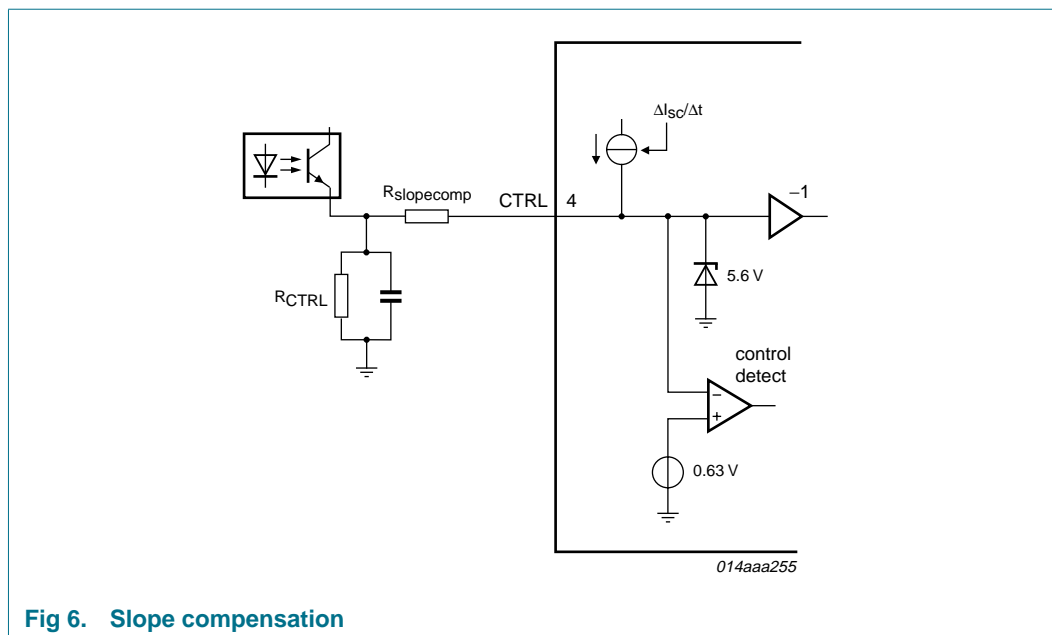 ΔISC/Δt
Rslopecomp
CTRL 4
−1
5.6 V
RCTRL
control
detect
−
+
0.63 V
014aaa255
Fig 6. Slope compensation